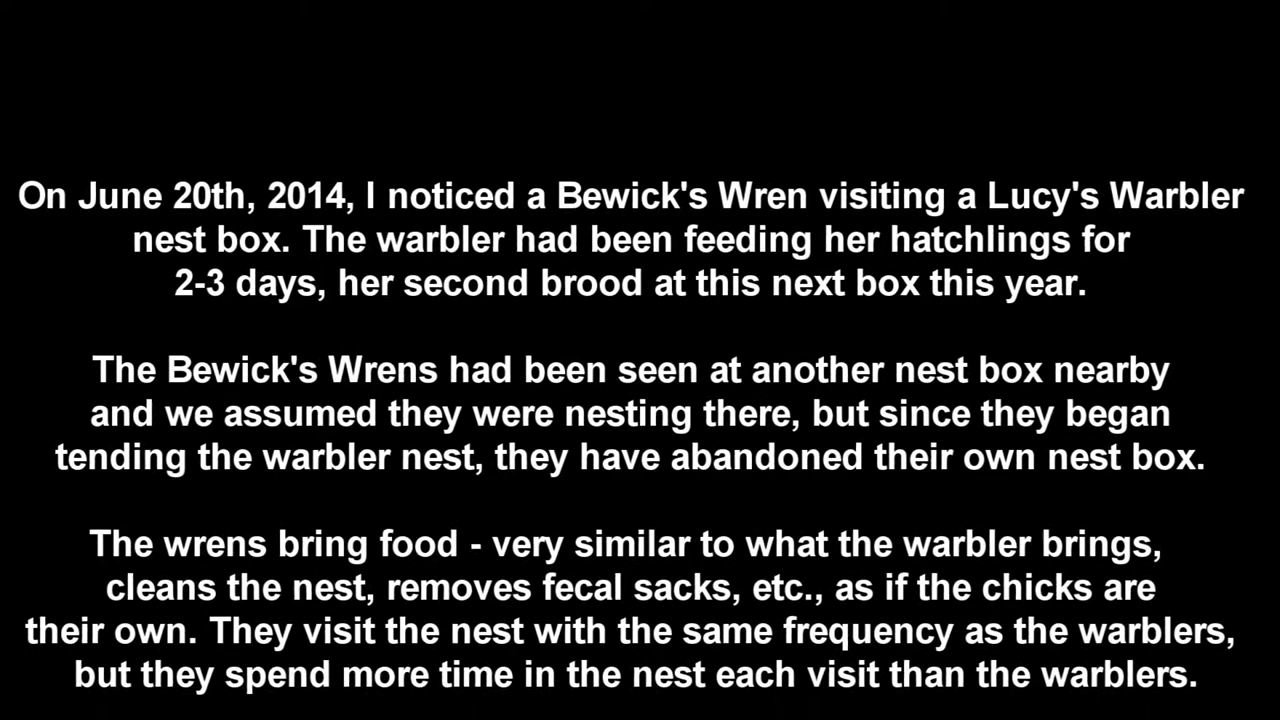 On June 20th, 2014, I noticed a Bewick's Wren visiting a Lucy's Warbler
nest box. The warbler had been feeding her hatchlings for
2-3 days, her second brood at this next box this year.
The Bewick's Wrens had been seen at another nest box nearby
and we assumed they were nesting there, but since they began
tending the warbler nest, they have abandoned their own nest box.
The wrens bring food - very similar to what the warbler brings,
cleans the nest, removes fecal sacks, etc., as if the chicks are
their own. They visit the nest with the same frequency as the warblers,
but they spend more time in the nest each visit than the warblers.